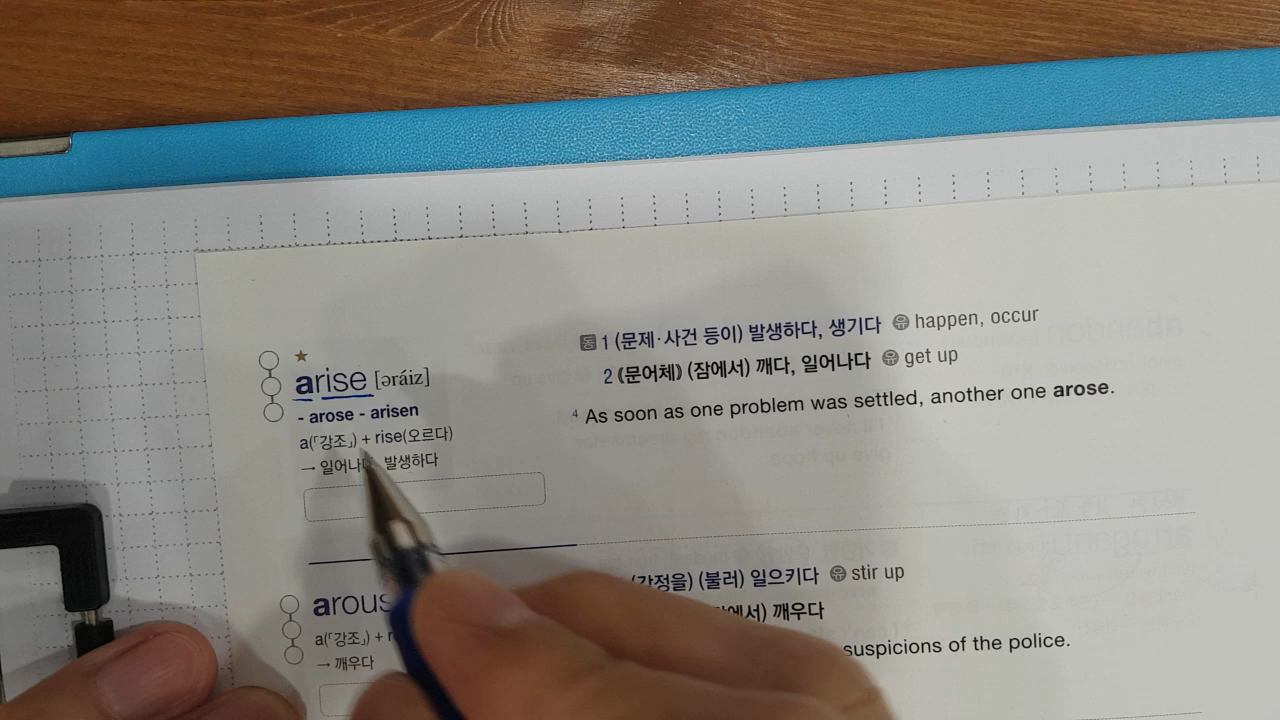 ★
arise [əráiz]
- arose - arisen
a(「강조」) + rise(오르다)
→ 일어나다, 발생하다
동 1 (문제·사건 등이) 발생하다, 생기다 유 happen, occur
2 《문어체》 (잠에서) 깨다, 일어나다 유 get up
4 As soon as one problem was settled, another one arose.
a(「강조」) +
→ 깨우다
(감정을) (불러) 일으키다 유 stir up
깨우다
suspicions of the police.